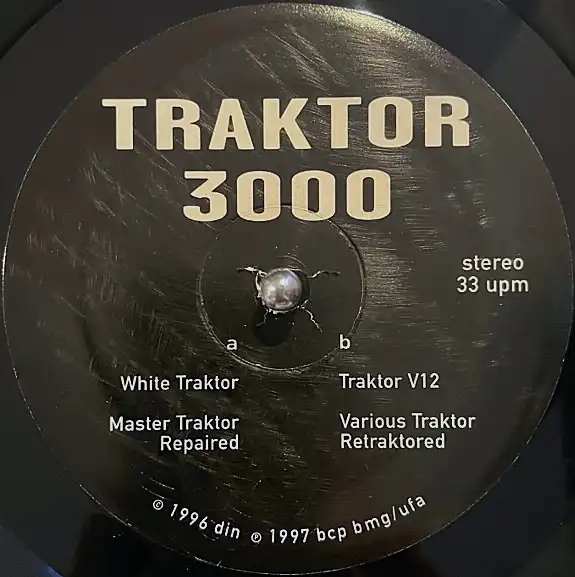 TRAKTOR
3000
stereo
33 upm
a
White Traktor
Master Traktor
Repaired
b
Traktor V12
Various Traktor
Retraktored
© 1996 din ℗ 1997 bcp bmg/ufa